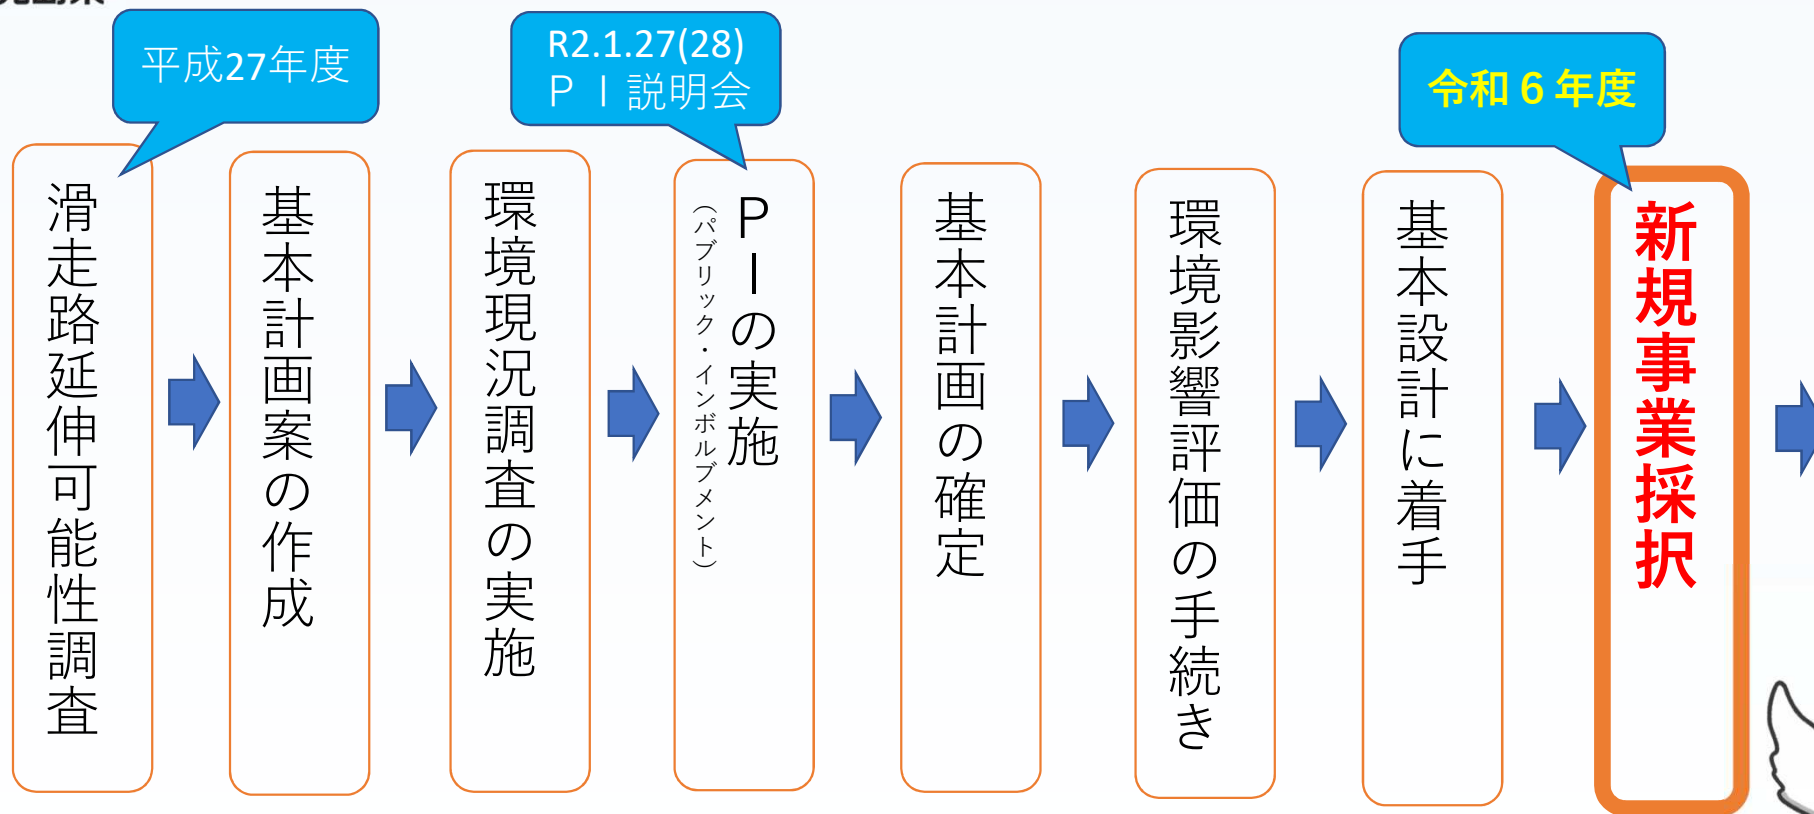 平成27年度
R2.1.27(28)
ＰＩ説明会
令和６年度
滑走路延伸可能性調査
基本計画案の作成
環境現況調査の実施
ＰＩの実施
（パブリック・インボルブメント）
基本計画の確定
環境影響評価の手続き
基本設計に着手
新規事業採択